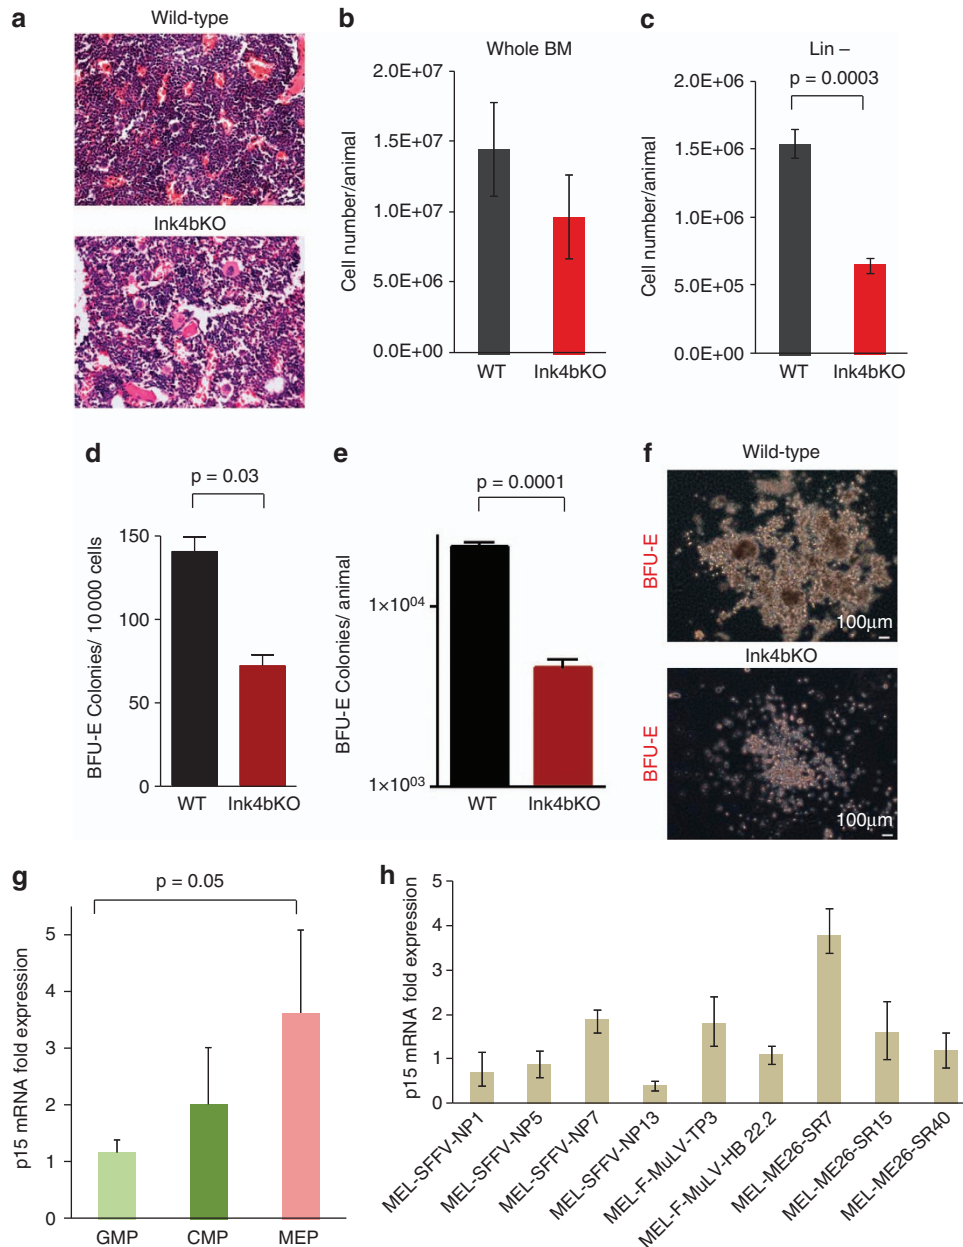 a
Wild-type
Ink4bKO
b
Whole BM
Cell number/animal
2.0E+07
1.5E+07
1.0E+07
5.0E+06
0.0E+00
WT Ink4bKO
c
Lin –
p = 0.0003
Cell number/animal
2.0E+06
1.5E+06
1.0E+06
5.0E+05
0.0E+00
WT Ink4bKO
d
p = 0.03
BFU-E Colonies/ 10 000 cells
150
150
50
0
WT Ink4bKO
e
p = 0.0001
BFU-E Colonies/ animal
1×10⁰⁴
1×10⁰³
WT Ink4bKO
f
Wild-type
BFU-E
100μm
Ink4bKO
BFU-E
100μm
g
p = 0.05
p15 mRNA fold expression
5
4
3
2
1
0
GMP CMP MEP
h
p15 mRNA fold expression
5
4
3
2
1
0
MEL-SFFV-NP1
MEL-SFFV-NP5
MEL-SFFV-NP7
MEL-SFFV-NP13
MEL-F-MuLV-TP3
MEL-F-MuLV-HB 22.2
MEL-ME26-SR7
MEL-ME26-SR15
MEL-ME26-SR40